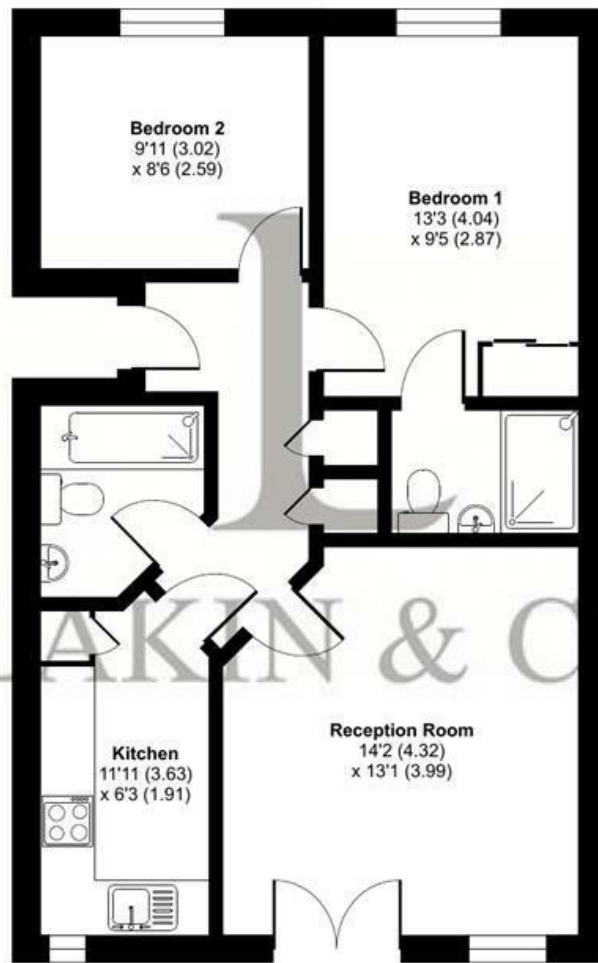 Bedroom 2
9'11 (3.02)
x 8'6 (2.59)
Bedroom 1
13'3 (4.04)
x 9'5 (2.87)
L
LAKIN & C
Reception Room
14'2 (4.32)
x 13'1 (3.99)
Kitchen
11'11 (3.63)
x 6'3 (1.91)